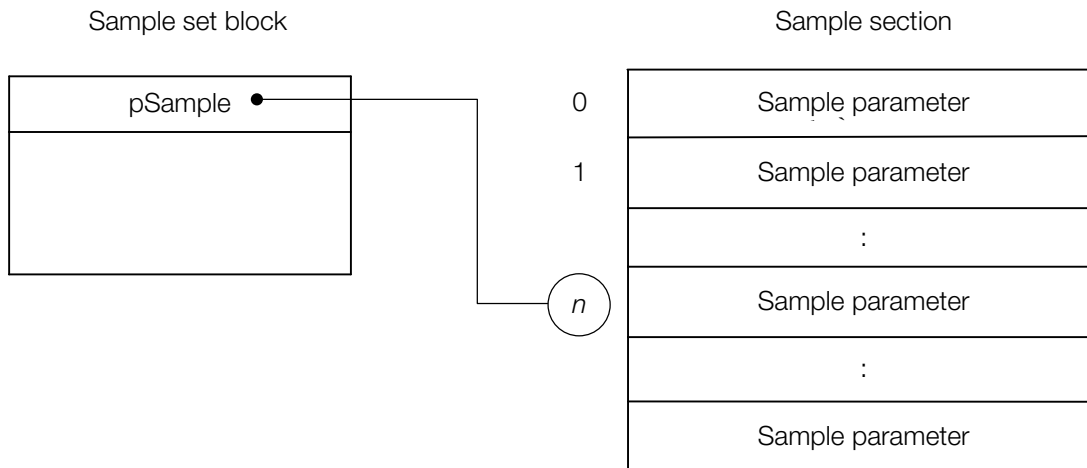 Sample set block
Sample section
pSample
0
Sample parameter
1
Sample parameter
:
n
Sample parameter
:
Sample parameter